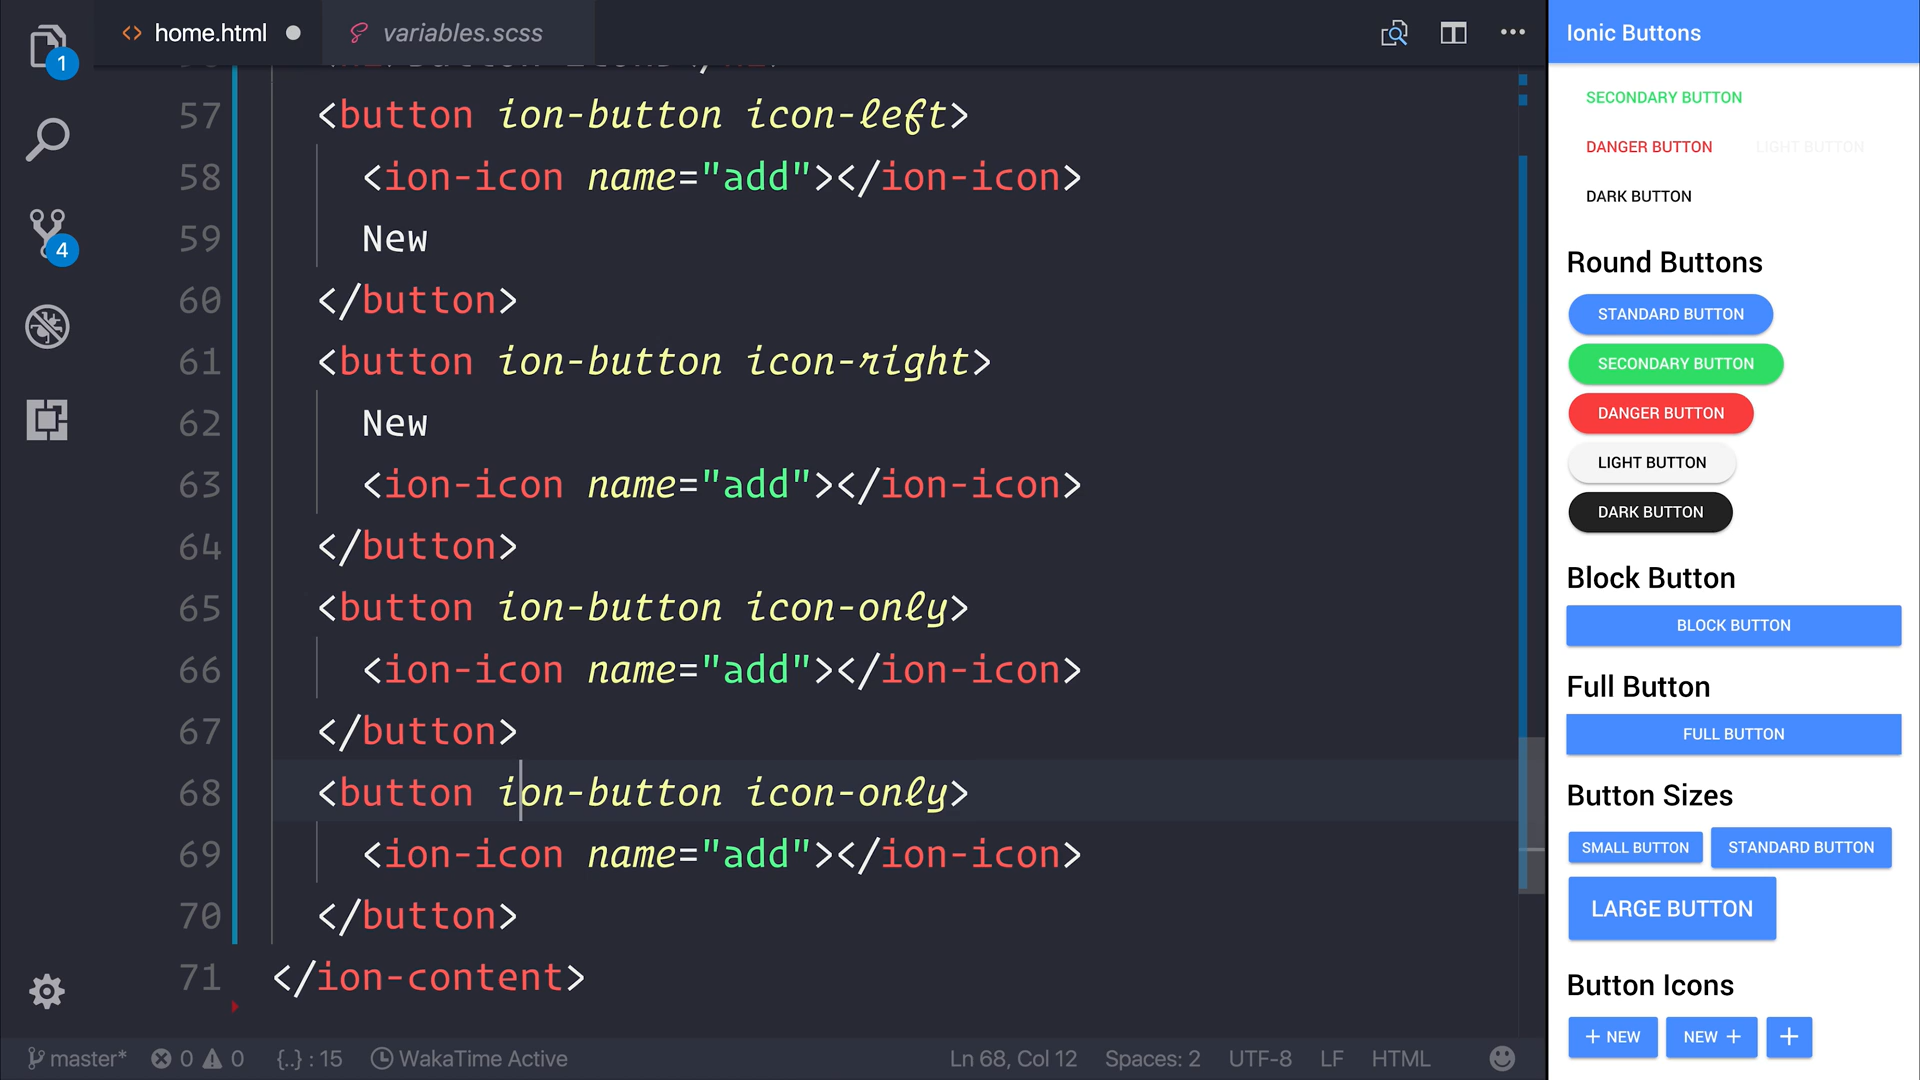 1
home.html
variables.scss
57 <button ion-button icon-left>
58 <ion-icon name="add"></ion-icon>
59 New
60 </button>
61 <button ion-button icon-right>
62 New
63 <ion-icon name="add"></ion-icon>
64 </button>
65 <button ion-button icon-only>
66 <ion-icon name="add"></ion-icon>
67 </button>
68 <button ion-button icon-only>
69 <ion-icon name="add"></ion-icon>
70 </button>
71 </ion-content>
4
master* 0 0 {..} : 15 WakaTime Active Ln 68, Col 12 Spaces: 2 UTF-8 LF HTML
Ionic Buttons
SECONDARY BUTTON
DANGER BUTTON LIGHT BUTTON
DARK BUTTON
Round Buttons
STANDARD BUTTON
SECONDARY BUTTON
DANGER BUTTON
LIGHT BUTTON
DARK BUTTON
Block Button
BLOCK BUTTON
Full Button
FULL BUTTON
Button Sizes
SMALL BUTTON STANDARD BUTTON
LARGE BUTTON
Button Icons
+ NEW NEW + +